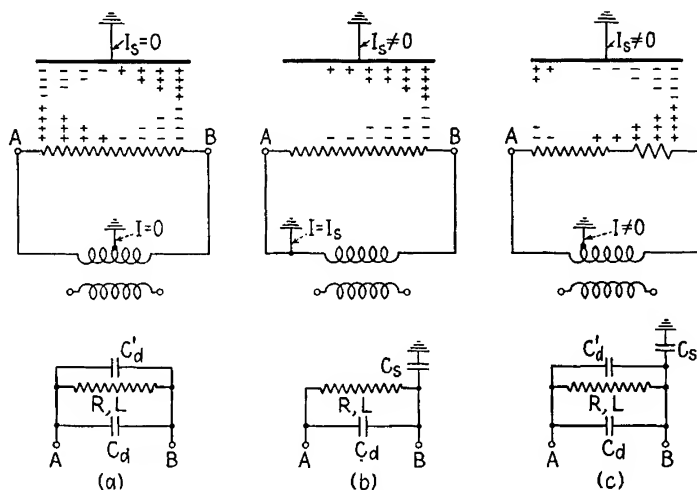 I_s=0
I_s≠0
I_s≠0
A
B
A
B
A
I=0
I=I_s
I≠0
C'_d
R, L
C_d
A
B
(a)
C_s
R, L
C_d
A
B
(b)
C'_d
C_s
R, L
C_d
A
B
(c)